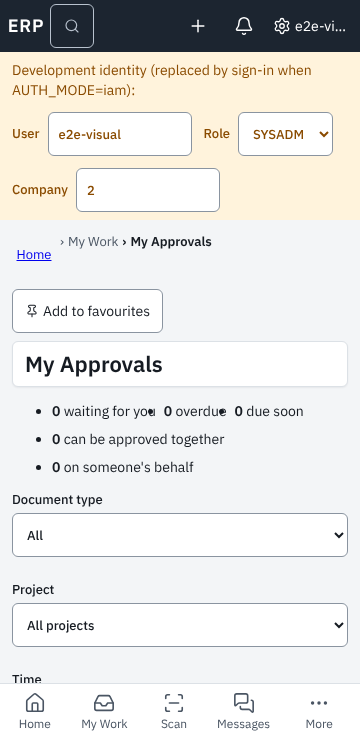 ERP e2e-vi...
Development identity (replaced by sign-in when
AUTH_MODE=iam):
User e2e-visual Role SYSADM
Company 2
Home › My Work › My Approvals
Add to favourites
My Approvals
• 0 waiting for you • 0 overdue • 0 due soon
• 0 can be approved together
• 0 on someone's behalf
Document type
All
Project
All projects
Time
Home My Work Scan Messages More